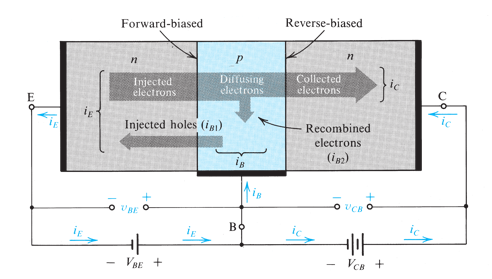 Forward-biased Reverse-biased
n p n
Injected electrons Diffusing electrons Collected electrons
i_C
E C
i_E i_E i_C
Injected holes (i_B1)
Recombined electrons (i_B2)
i_B
i_B
− v_BE + − v_CB +
B
i_E i_E i_C i_C
− V_BE + − V_CB +